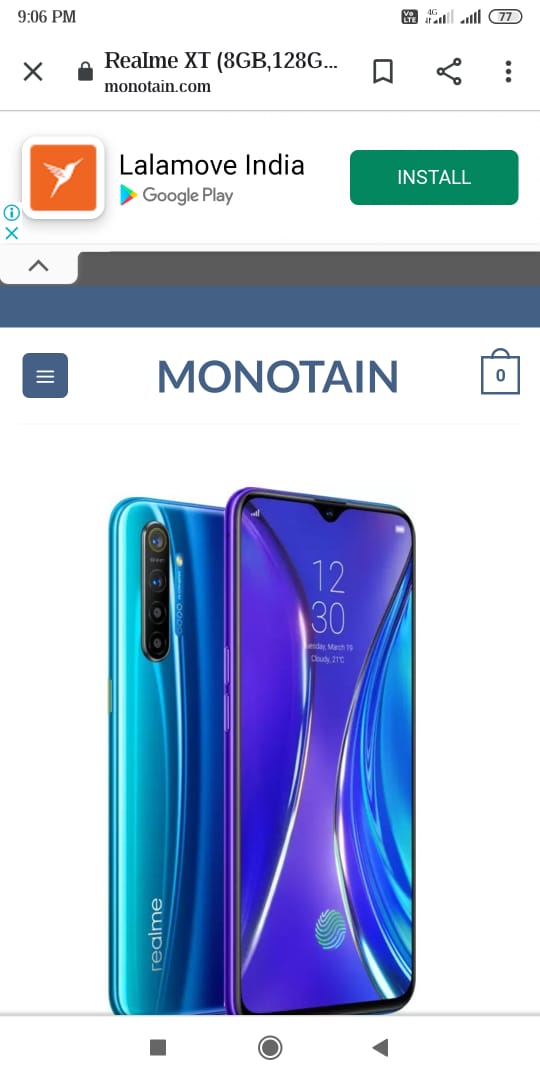 9:06 PM
Vo
LTE
4G
77
Realme XT (8GB,128G...
monotain.com
Lalamove India
Google Play
INSTALL
MONOTAIN
0
12
30
March 19
Cloudy, 21°C
realme